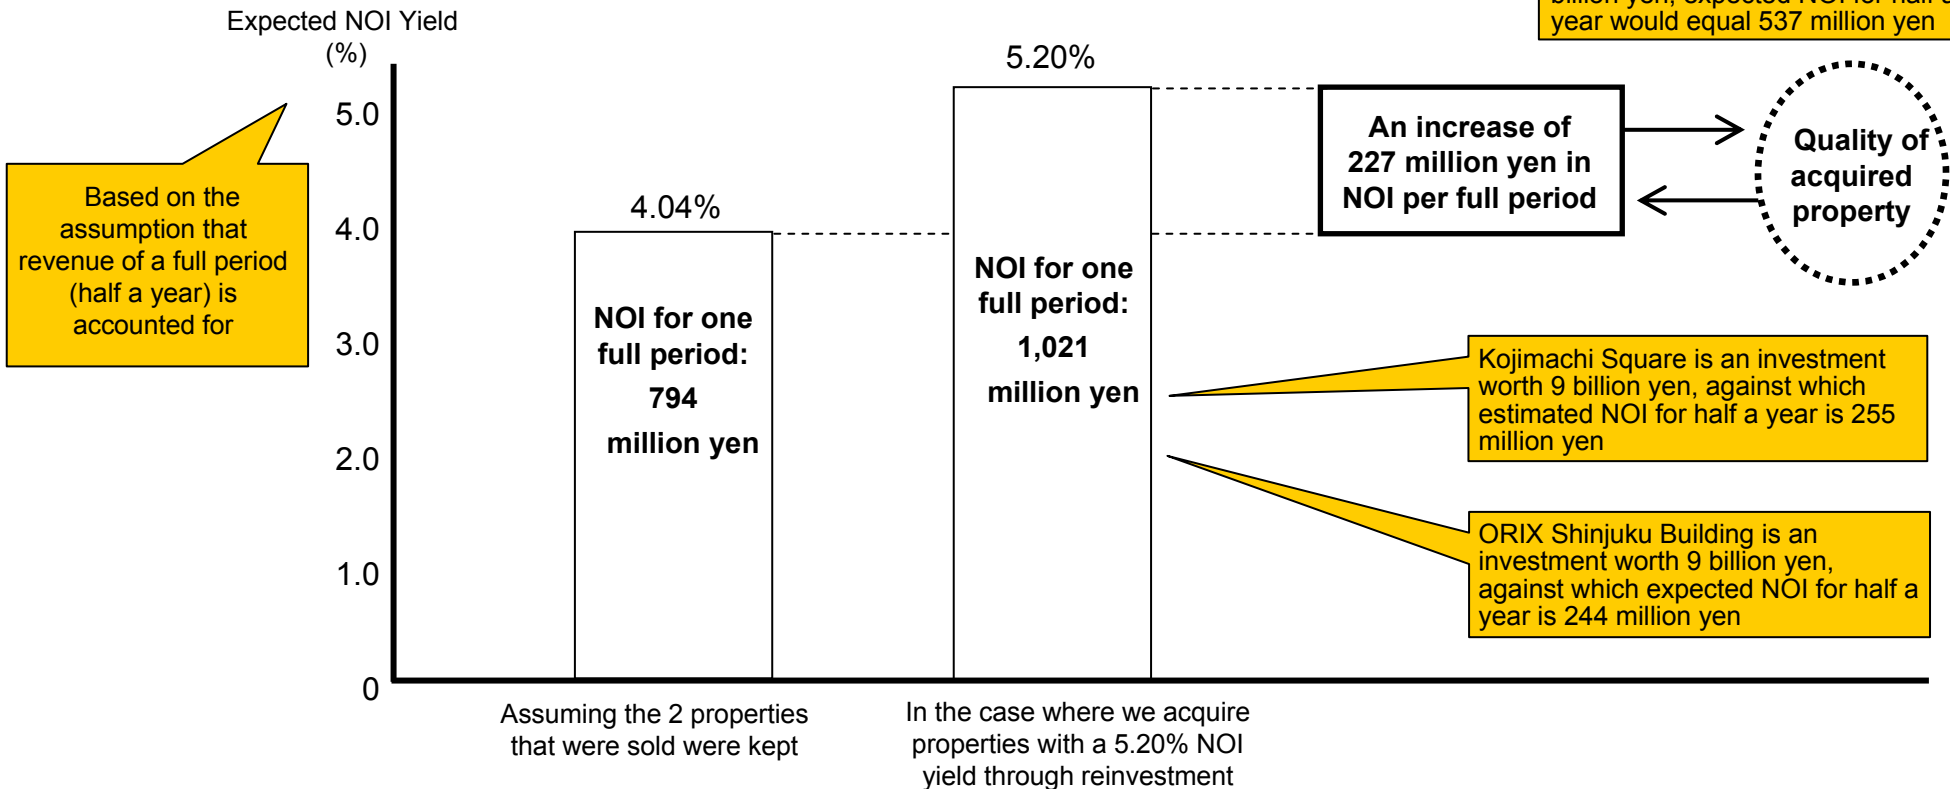 billion yen, expected NOI for half a
year would equal 537 million yen
Expected NOI Yield
(%)
5.0
4.0
3.0
2.0
1.0
0
Based on the
assumption that
revenue of a full period
(half a year) is
accounted for
4.04%
NOI for one
full period:
794
million yen
5.20%
NOI for one
full period:
1,021
million yen
An increase of
227 million yen in
NOI per full period
Quality of
acquired
property
Kojimachi Square is an investment
worth 9 billion yen, against which
estimated NOI for half a year is 255
million yen
ORIX Shinjuku Building is an
investment worth 9 billion yen,
against which expected NOI for half a
year is 244 million yen
Assuming the 2 properties
that were sold were kept
In the case where we acquire
properties with a 5.20% NOI
yield through reinvestment